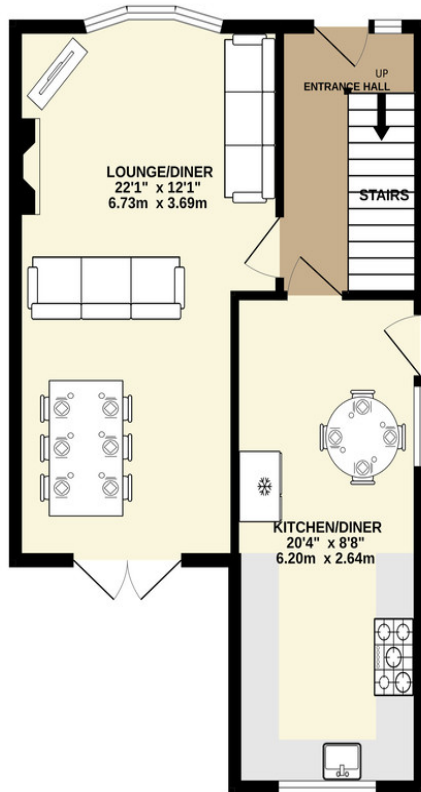 UP
ENTRANCE HALL
LOUNGE/DINER
22'1" x 12'1"
6.73m x 3.69m
STAIRS
KITCHEN/DINER
20'4" x 8'8"
6.20m x 2.64m